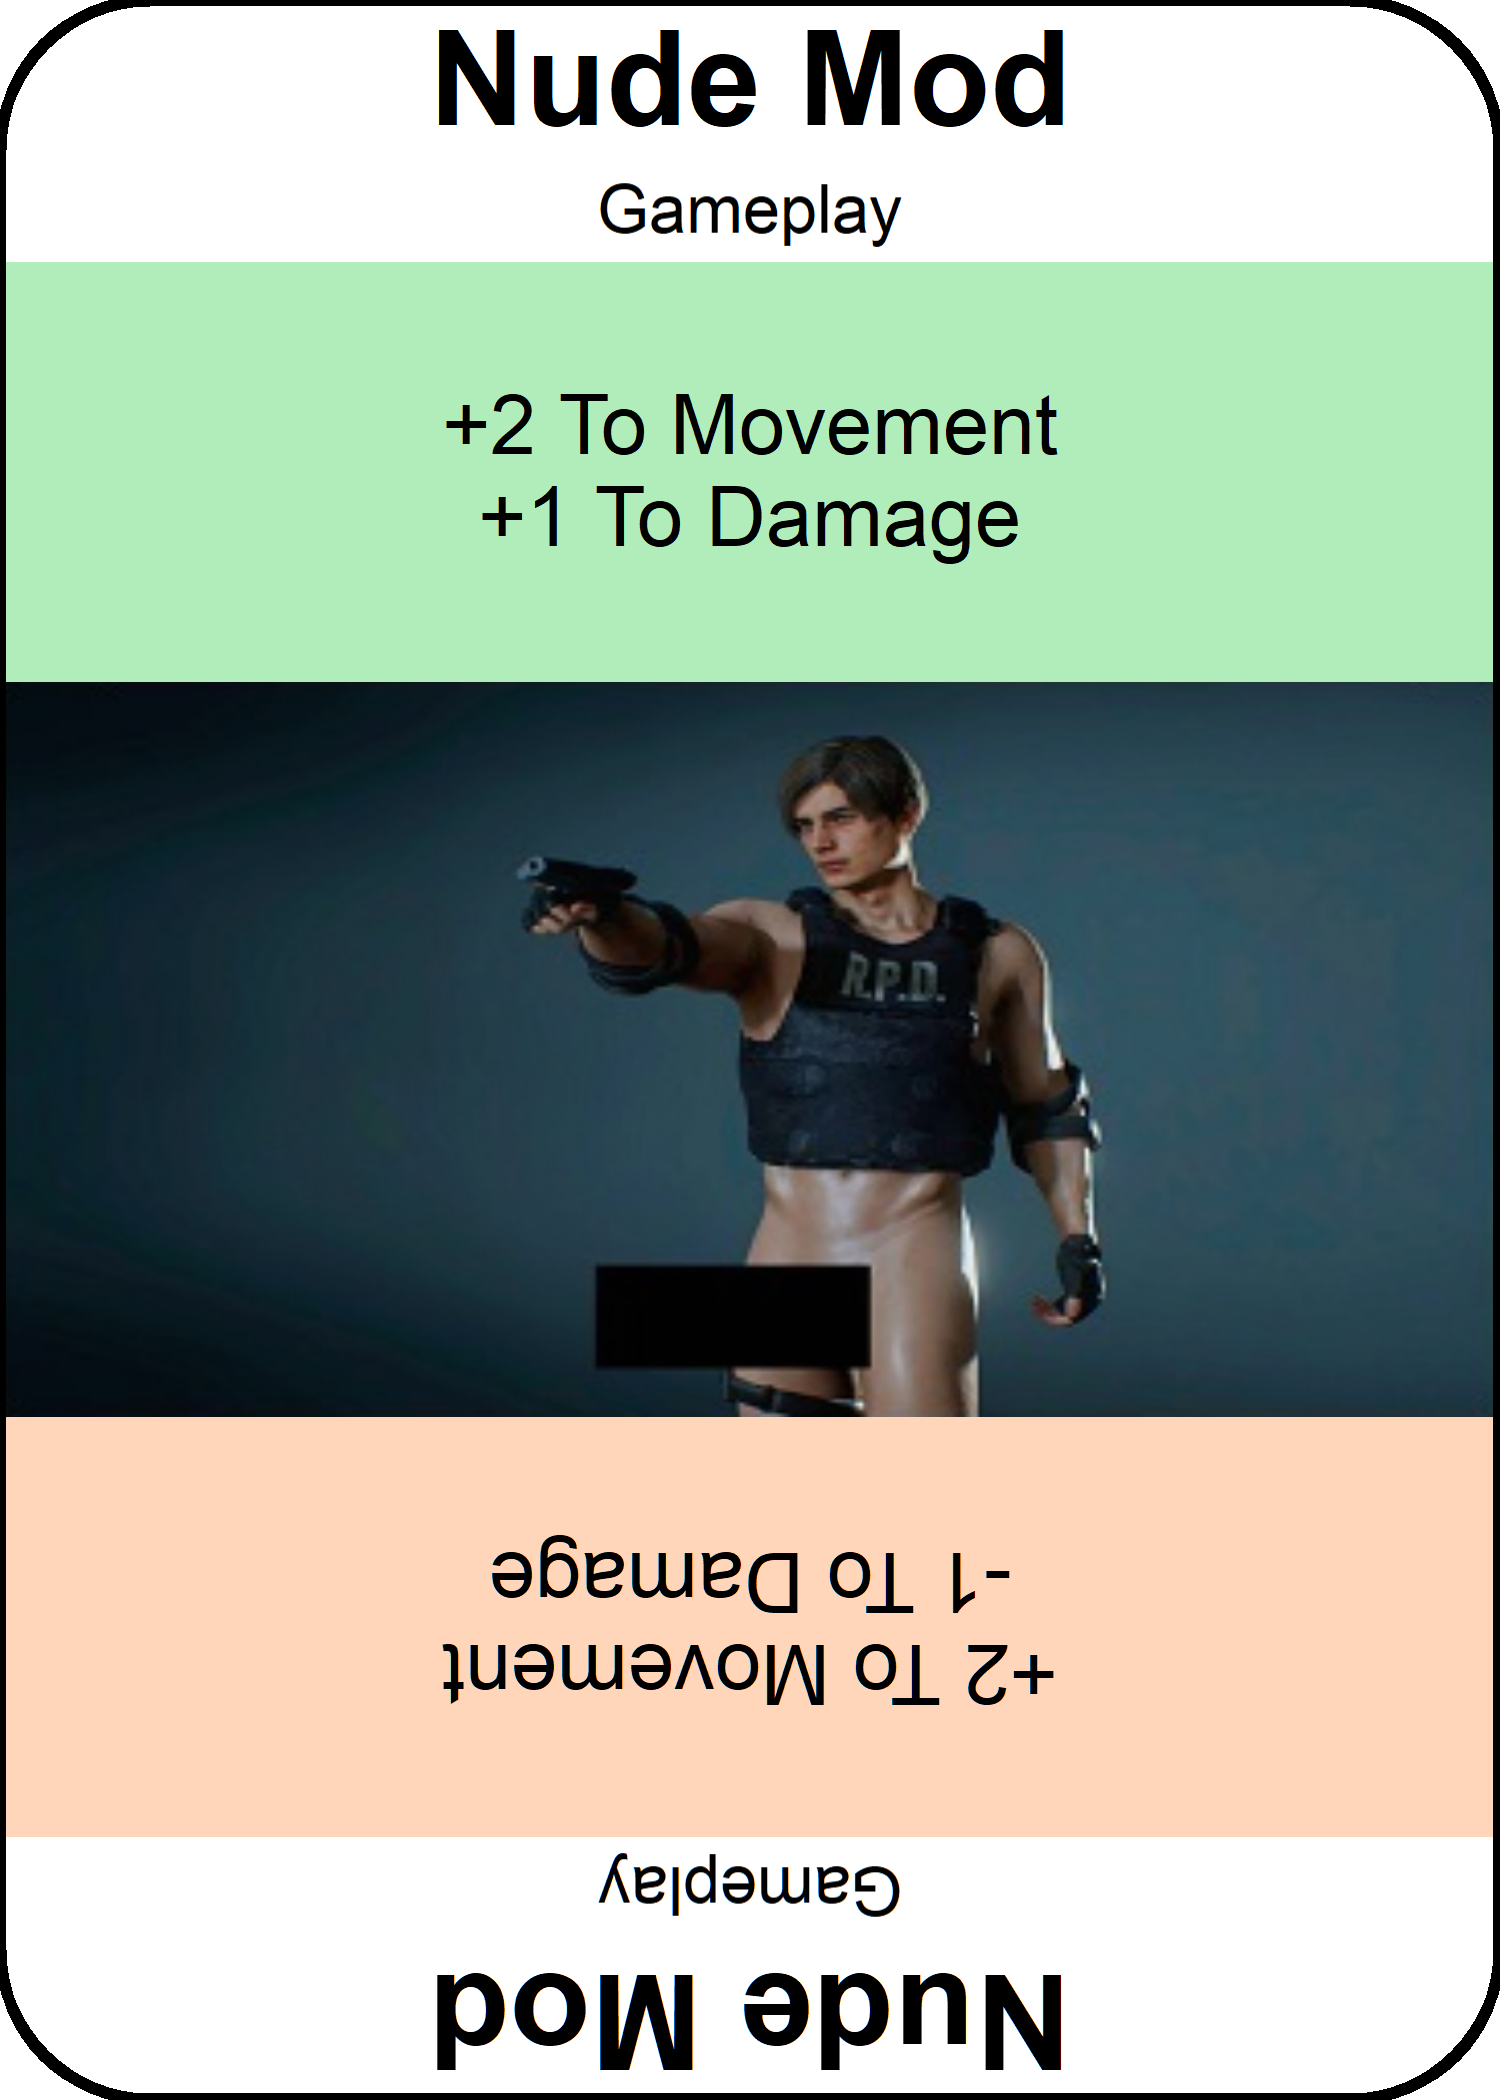 Nude Mod
Gameplay
+2 To Movement
+1 To Damage
R.P.D.
-1 To Damage
+2 To Movement
Gameplay
Nude Mod